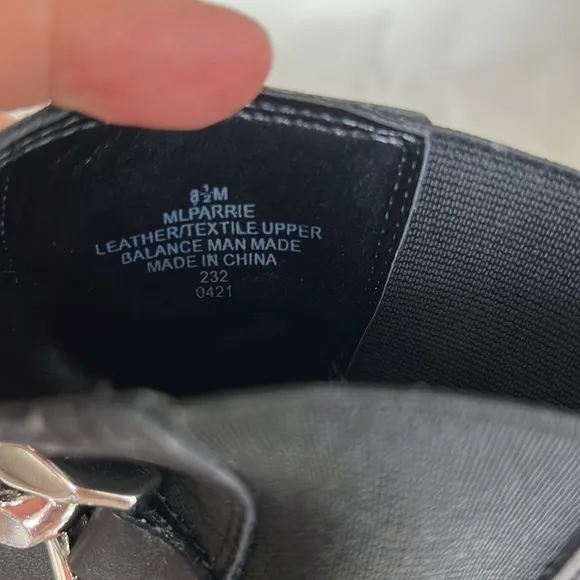 8½M
MLPARRIE
LEATHER/TEXTILE UPPER
BALANCE MAN MADE
MADE IN CHINA
232
0421